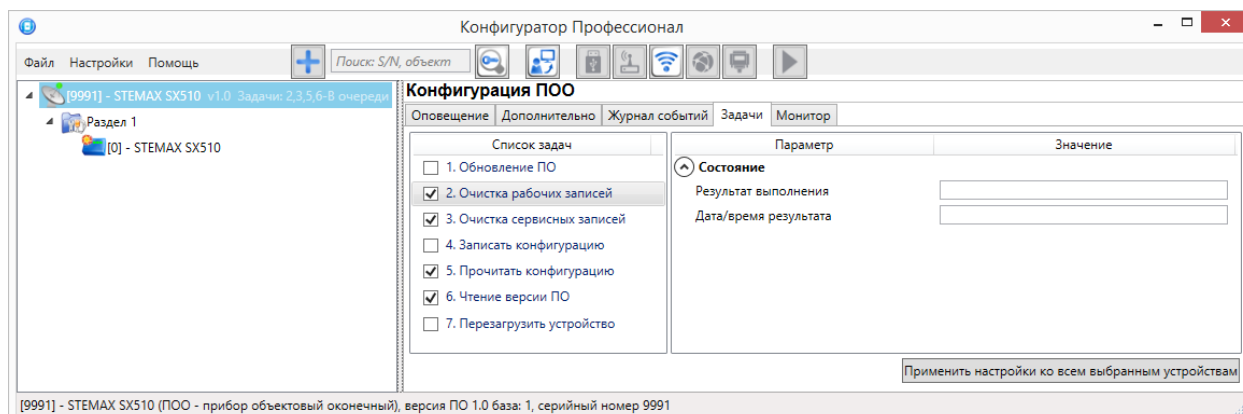 Конфигуратор Профессионал
Файл Настройки Помощь Поиск: S/N, объект
[9991] - STEMAX SX510 v1.0 Задачи: 2,3,5,6-В очереди
Раздел 1
[0] - STEMAX SX510
Конфигурация ПОО
Оповещение Дополнительно Журнал событий Задачи Монитор
Список задач
1. Обновление ПО
2. Очистка рабочих записей
3. Очистка сервисных записей
4. Записать конфигурацию
5. Прочитать конфигурацию
6. Чтение версии ПО
7. Перезагрузить устройство
Параметр Значение
Состояние
Результат выполнения
Дата/время результата
Применить настройки ко всем выбранным устройствам
[9991] - STEMAX SX510 (ПОО - прибор объектовый оконечный), версия ПО 1.0 база: 1, серийный номер 9991